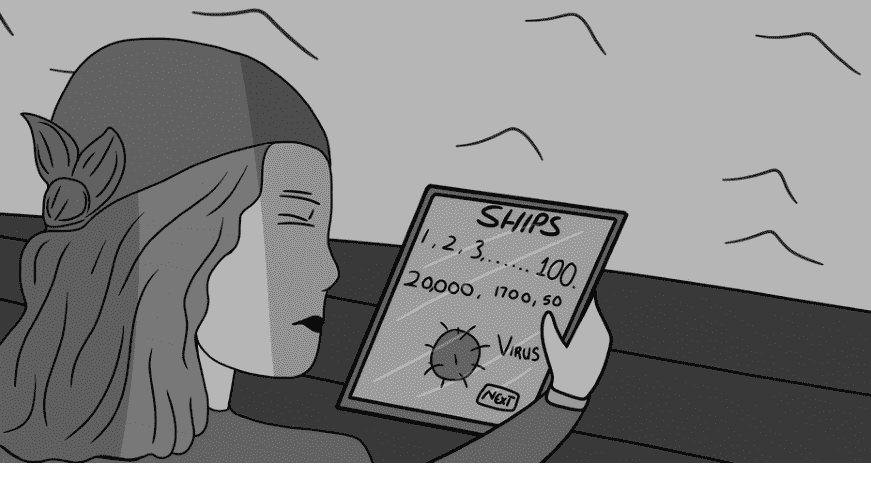 SHIPS
1, 2, 3,...... 100.
20,000, 1700, 50
VIRUS
NEXT